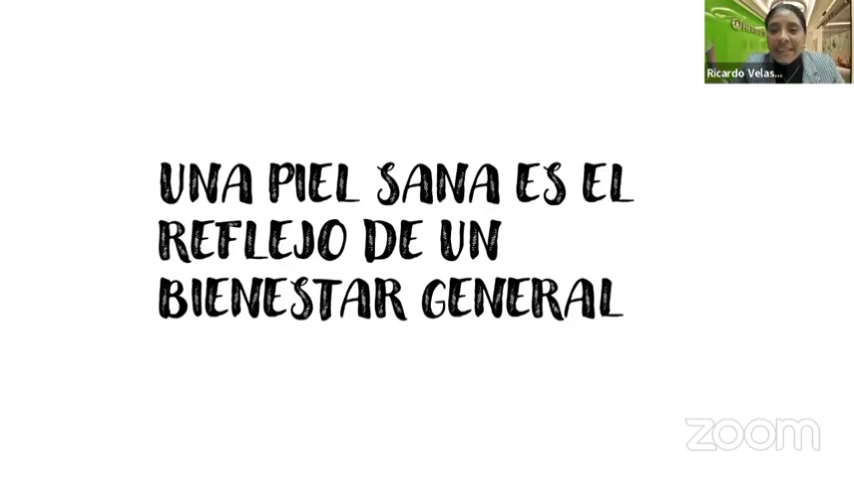 Ricardo Velas...
UNA PIEL SANA ES EL
REFLEJO DE UN
BIENESTAR GENERAL
zoom